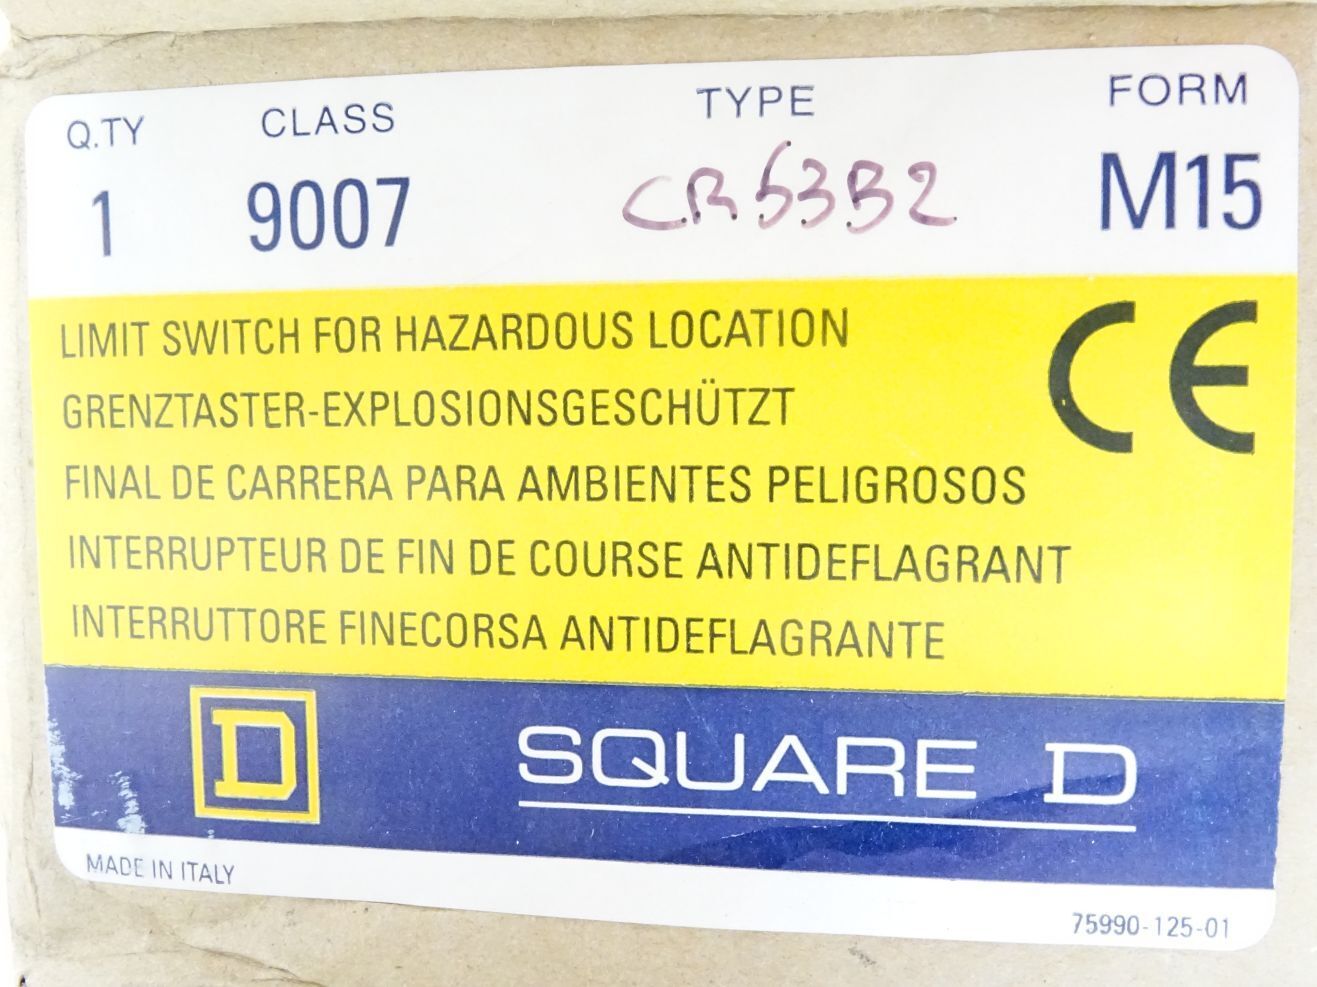 Q.TY CLASS TYPE FORM
1 9007 CR53B2 M15
LIMIT SWITCH FOR HAZARDOUS LOCATION
GRENZTASTER-EXPLOSIONSGESCHÜTZT
FINAL DE CARRERA PARA AMBIENTES PELIGROSOS
INTERRUPTEUR DE FIN DE COURSE ANTIDEFLAGRANT
INTERRUTTORE FINECORSA ANTIDEFLAGRANTE
CE
D SQUARE D
MADE IN ITALY
75990-125-01